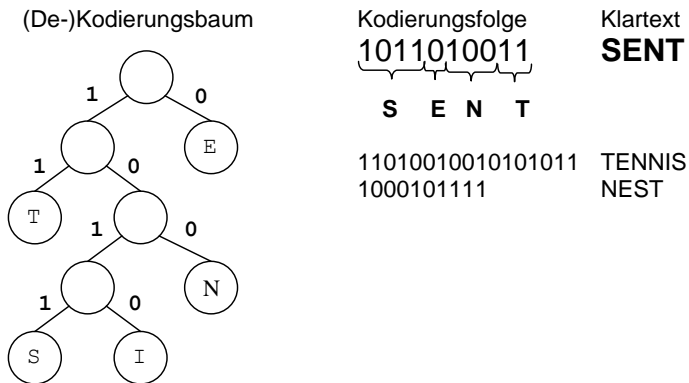 (De-)Kodierungsbaum
Kodierungsfolge
Klartext
1011010011
SENT
S E N T
11010010010101011
TENNIS
1000101111
NEST
1
0
E
1
0
T
1
0
N
1
0
S
I